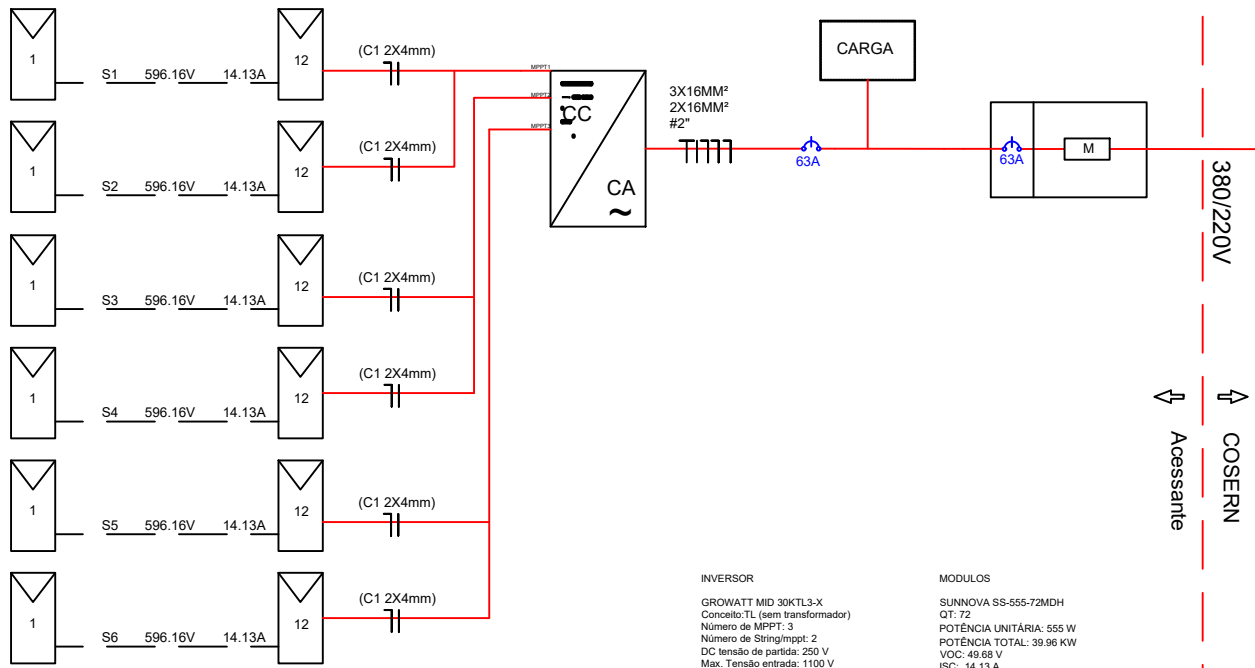 1
S1 596.16V 14.13A
12
(C1 2X4mm)
1
S2 596.16V 14.13A
12
(C1 2X4mm)
1
S3 596.16V 14.13A
12
(C1 2X4mm)
1
S4 596.16V 14.13A
12
(C1 2X4mm)
1
S5 596.16V 14.13A
12
(C1 2X4mm)
1
S6 596.16V 14.13A
12
(C1 2X4mm)
MPPT1
MPPT2
MPPT3
CC
CA
~
3X16MM²
2X16MM²
#2"
63A
CARGA
63A
M
380/220V
Acessante
COSERN
INVERSOR
GROWATT MID 30KTL3-X
Conceito:TL (sem transformador)
Número de MPPT: 3
Número de String/mppt: 2
DC tensão de partida: 250 V
Max. Tensão entrada: 1100 V
MODULOS
SUNNOVA SS-555-72MDH
QT: 72
POTÊNCIA UNITÁRIA: 555 W
POTÊNCIA TOTAL: 39.96 KW
VOC: 49.68 V
ISC: 14.13 A